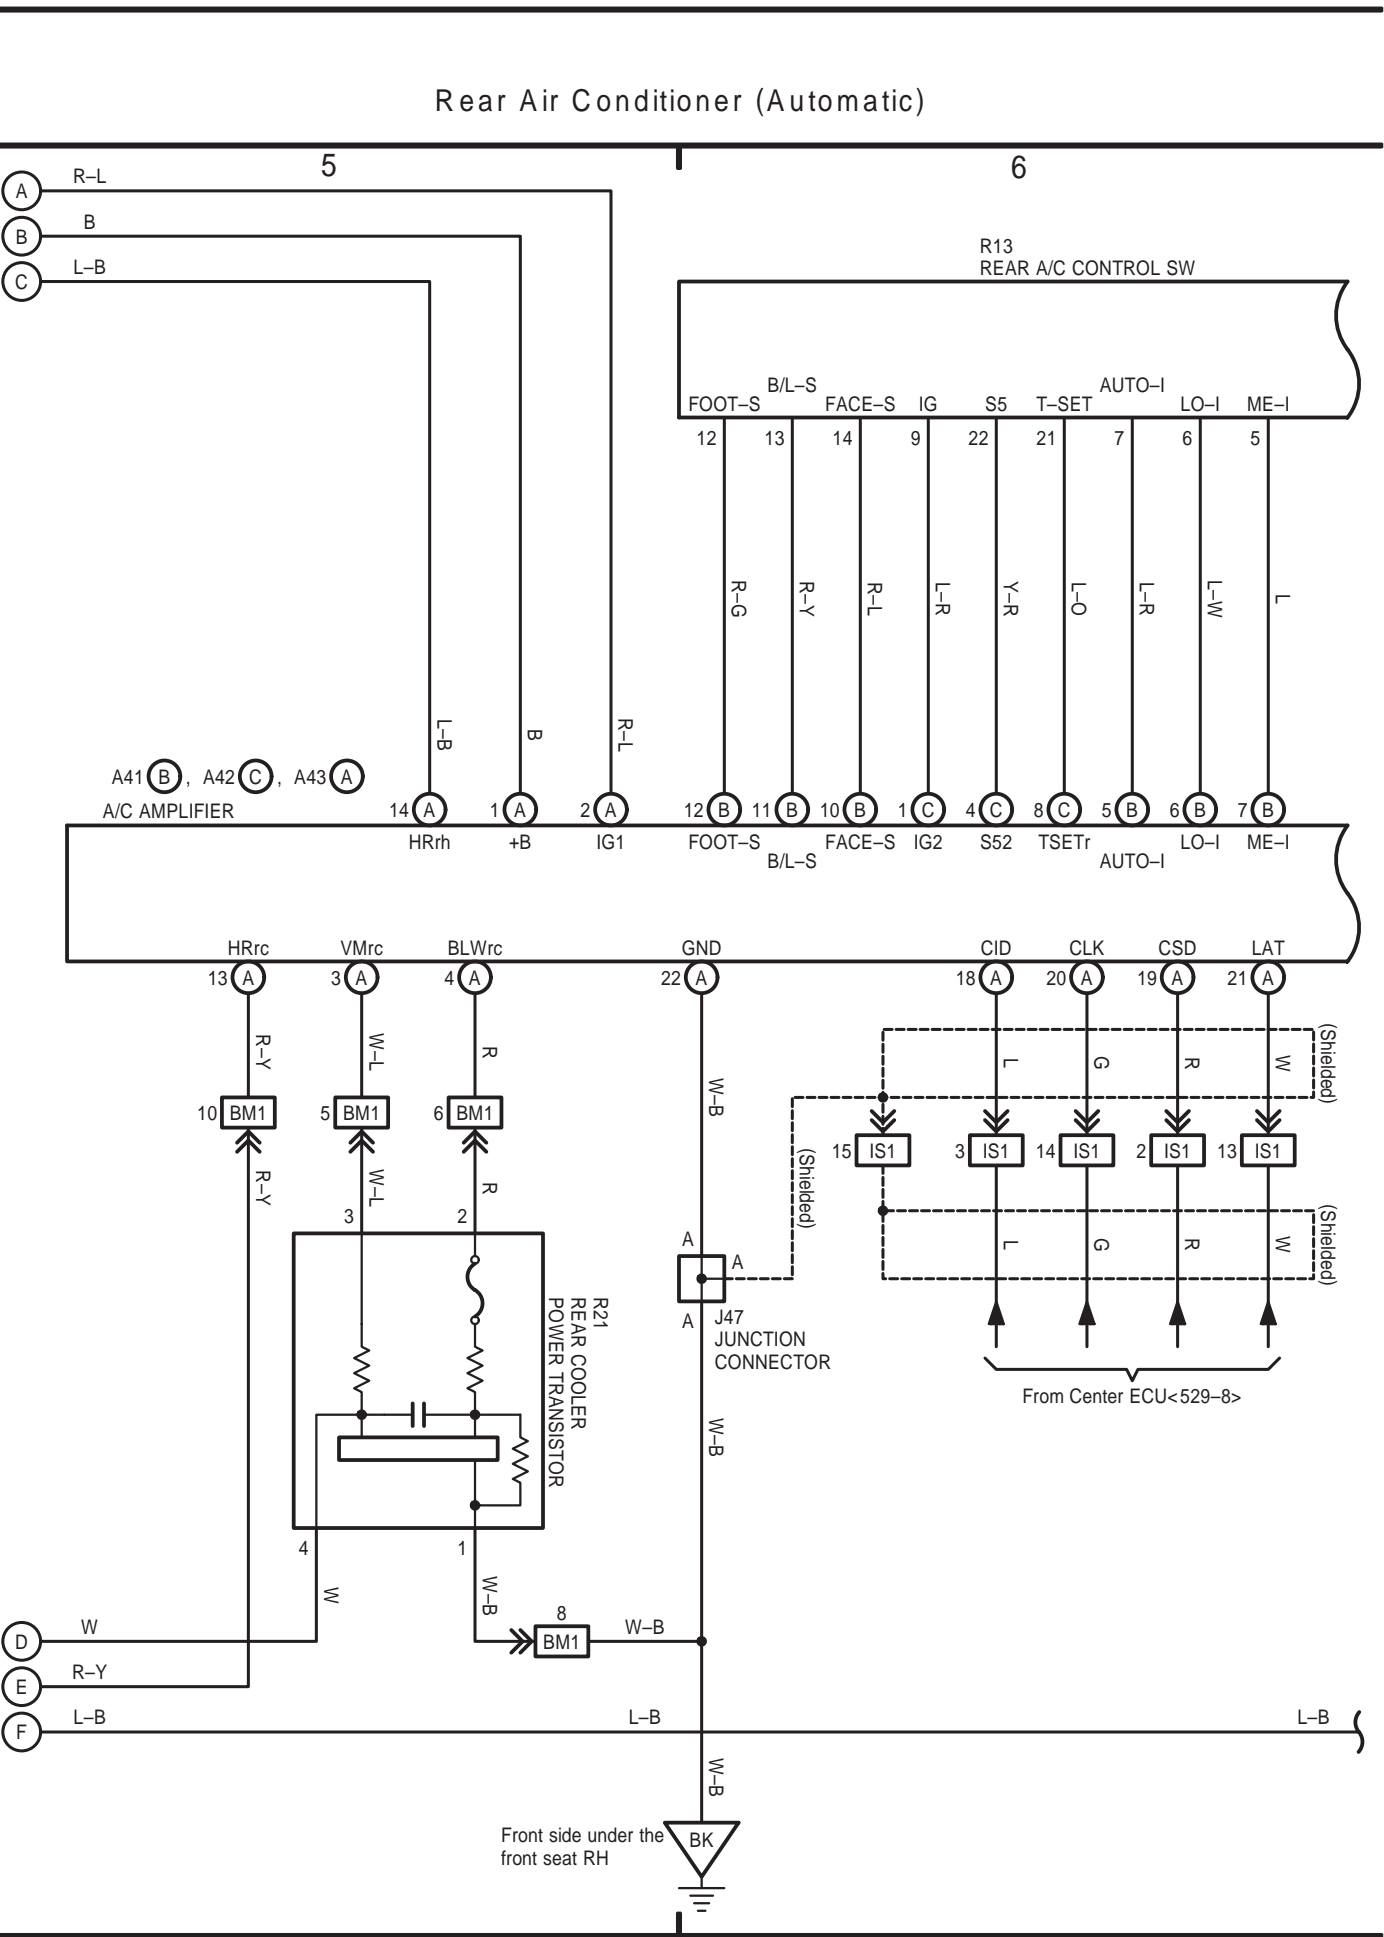 Rear Air Conditioner (Automatic)
5
6
A
R–L
B
B
C
L–B
R13
REAR A/C CONTROL SW
B/L–S
AUTO–I
FOOT–S
FACE–S
IG
S5
T–SET
LO–I
ME–I
12
13
14
9
22
21
7
6
5
R–G
R–Y
R–L
L–R
Y–R
L–O
L–R
L–W
L
L–B
B
R–L
A41 B , A42 C , A43 A
A/C AMPLIFIER
14 A
1 A
2 A
12 B
11 B
10 B
1 C
4 C
8 C
5 B
6 B
7 B
HRrh
+B
IG1
FOOT–S
FACE–S
IG2
S52
TSETr
LO–I
ME–I
B/L–S
AUTO–I
HRrc
VMrc
BLWrc
GND
CID
CLK
CSD
LAT
13 A
3 A
4 A
22 A
18 A
20 A
19 A
21 A
R–Y
W–L
R
W–B
L
G
R
W
(Shielded)
10 BM1
5 BM1
6 BM1
15 IS1
3 IS1
14 IS1
2 IS1
13 IS1
R–Y
W–L
R
(Shielded)
3
2
L
G
R
W
(Shielded)
A
A
A
J47
JUNCTION
CONNECTOR
R21
REAR COOLER
POWER TRANSISTOR
From Center ECU<529–8>
W–B
4
1
W
W–B
8
BM1
W–B
D
W
E
R–Y
F
L–B
L–B
L–B
W–B
Front side under the
front seat RH
BK